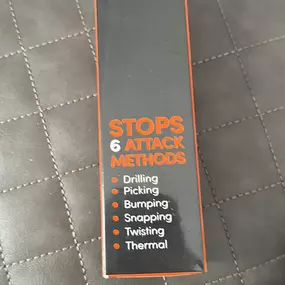 STOPS
6 ATTACK
METHODS
• Drilling
• Picking
• Bumping
• Snapping
• Twisting
• Thermal